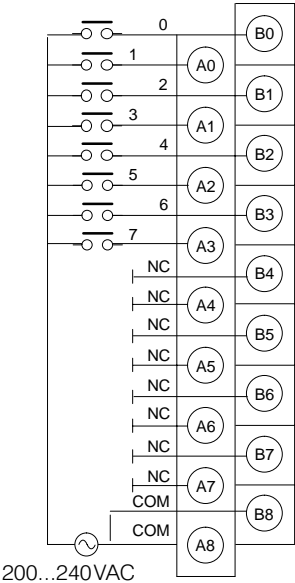 0 B0
1 A0
2 B1
3 A1
4 B2
5 A2
6 B3
7 A3
NC B4
NC A4
NC B5
NC A5
NC B6
NC A6
NC B7
NC A7
COM B8
COM A8
200...240VAC